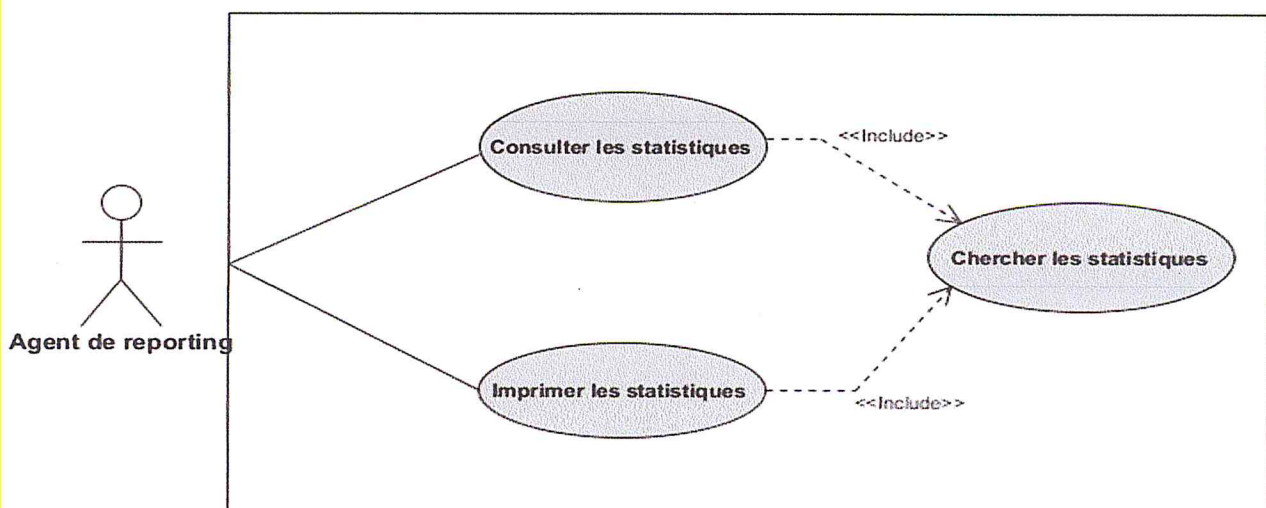 Consulter les statistiques
<<Include>>
Chercher les statistiques
Agent de reporting
Imprimer les statistiques
<<Include>>